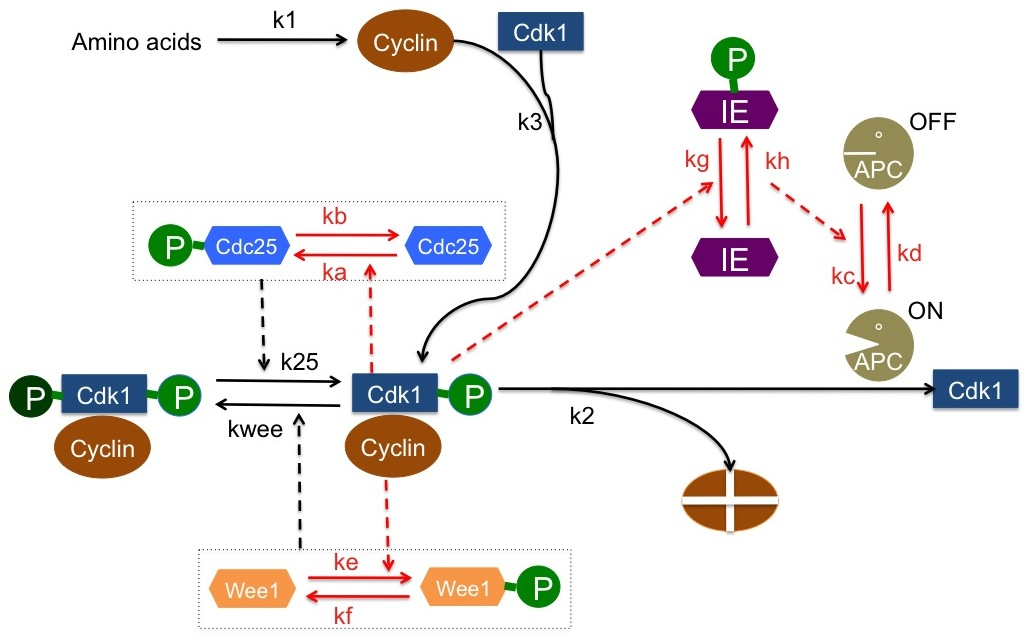 k1
Amino acids
Cyclin
Cdk1
k3
P
IE
kg
kh
IE
OFF
APC
kc
kd
ON
APC
P
Cdc25
kb
ka
Cdc25
P
Cdk1
P
Cyclin
k25
kwee
Cdk1
P
Cyclin
k2
Cdk1
Wee1
ke
kf
Wee1
P